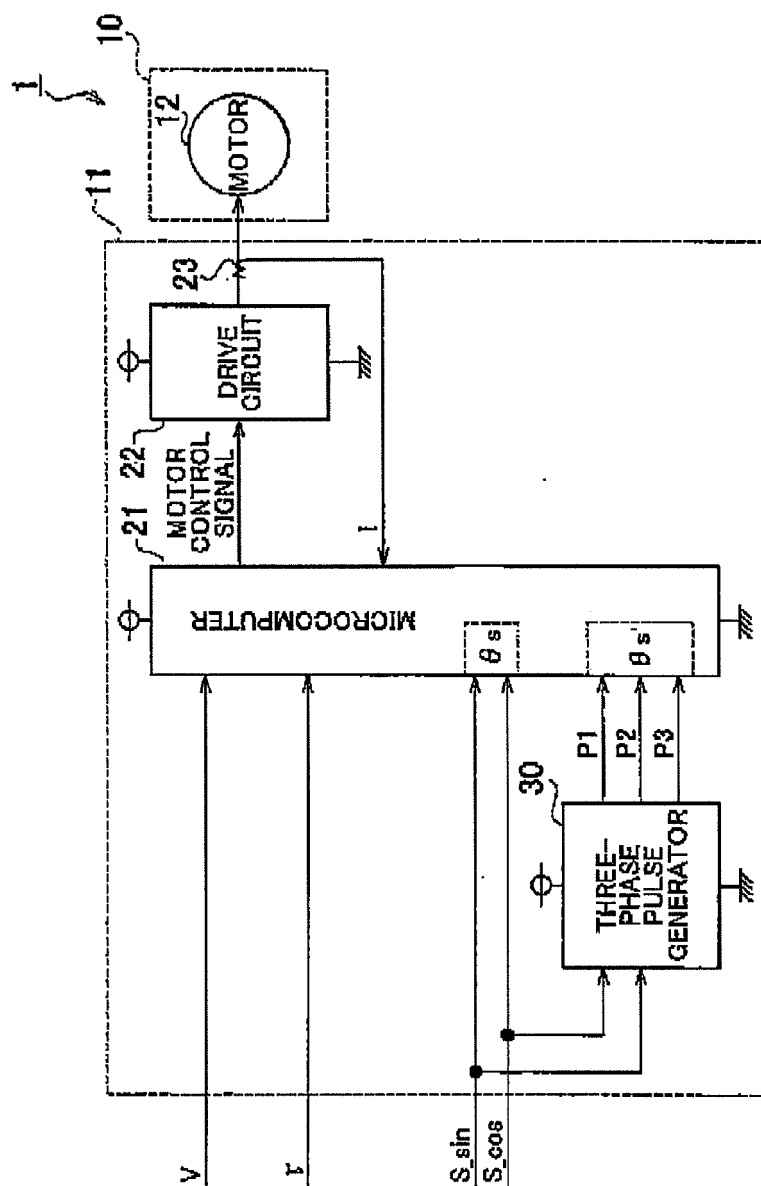 1
10
12
MOTOR
11
23
DRIVE
CIRCUIT
22
MOTOR
CONTROL
SIGNAL
21
I
MICROCOMPUTER
θs
θs'
V
τ
S_sin
S_cos
P1
P2
P3
30
THREE-
PHASE
PULSE
GENERATOR